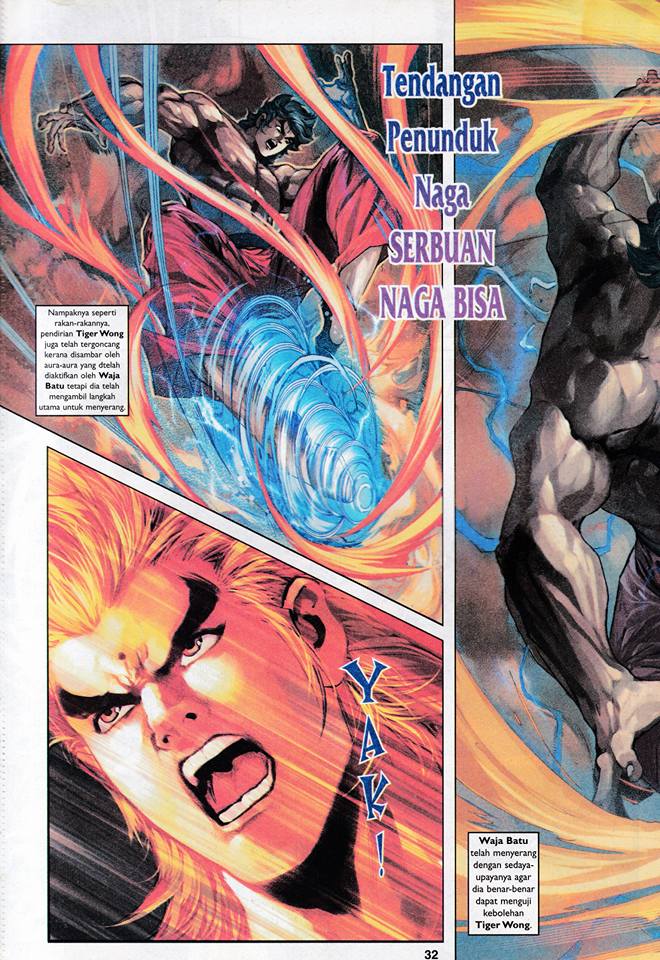 Tendangan
Penunduk
Naga
SERBUAN
NAGA BISA
Nampaknya seperti
rakan-rakannya,
pendirian Tiger Wong
juga telah tergoncang
kerana disambar oleh
aura-aura yang dtelah
diaktifkan oleh Waja
Batu tetapi dia telah
mengambil langkah
utama untuk menyerang.
YAK!
Waja Batu
telah menyerang
dengan sedaya-
upayanya agar
dia benar-benar
dapat menguji
kebolehan
Tiger Wong.
32